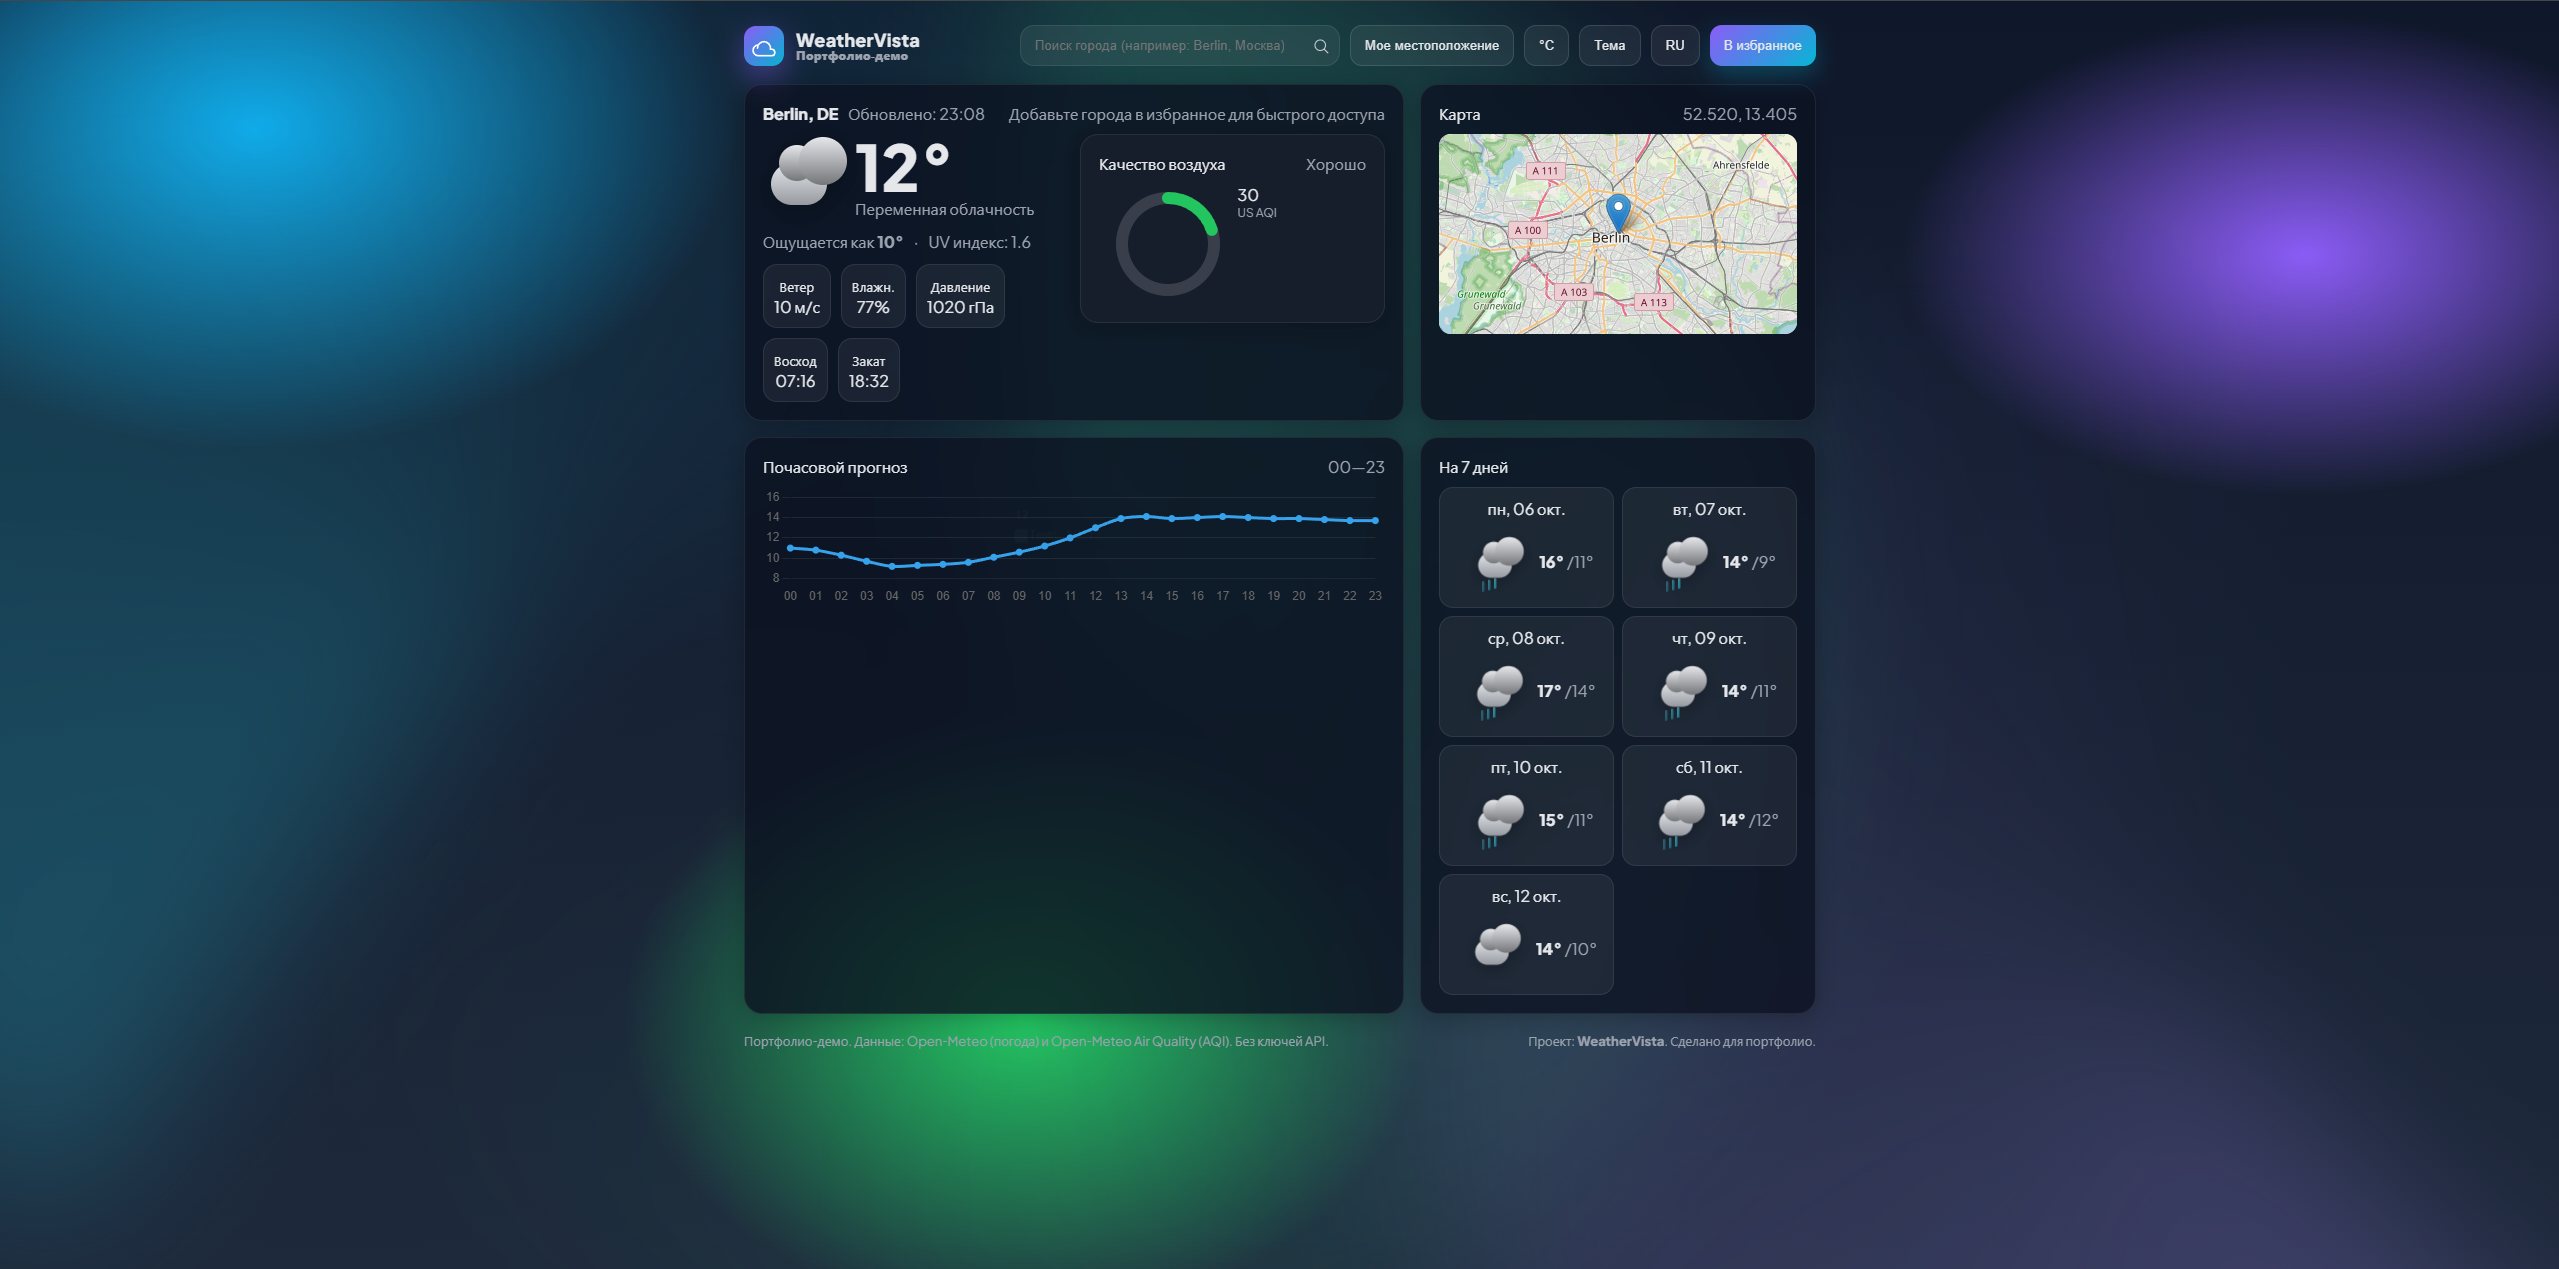 WeatherVista
Портфолио-демо
Поиск города (например: Berlin, Москва)
Мое местоположение
°C
Тема
RU
В избранное
Berlin, DE Обновлено: 23:08
Добавьте города в избранное для быстрого доступа
12°
Переменная облачность
Ощущается как 10° · UV индекс: 1.6
Ветер
10 м/с
Влажн.
77%
Давление
1020 гПа
Восход
07:16
Закат
18:32
Качество воздуха
Хорошо
30
US AQI
Карта
52.520, 13.405
Ahrensfelde
A 111
A 100
Berlin
A 103
A 113
Grunewald
Grunewald
Почасовой прогноз
00—23
16
14
12
10
8
00 01 02 03 04 05 06 07 08 09 10 11 12 13 14 15 16 17 18 19 20 21 22 23
На 7 дней
пн, 06 окт.
16° /11°
вт, 07 окт.
14° /9°
ср, 08 окт.
17° /14°
чт, 09 окт.
14° /11°
пт, 10 окт.
15° /11°
сб, 11 окт.
14° /12°
вс, 12 окт.
14° /10°
Портфолио-демо. Данные: Open-Meteo (погода) и Open-Meteo Air Quality (AQI). Без ключей API.
Проект: WeatherVista. Сделано для портфолио.